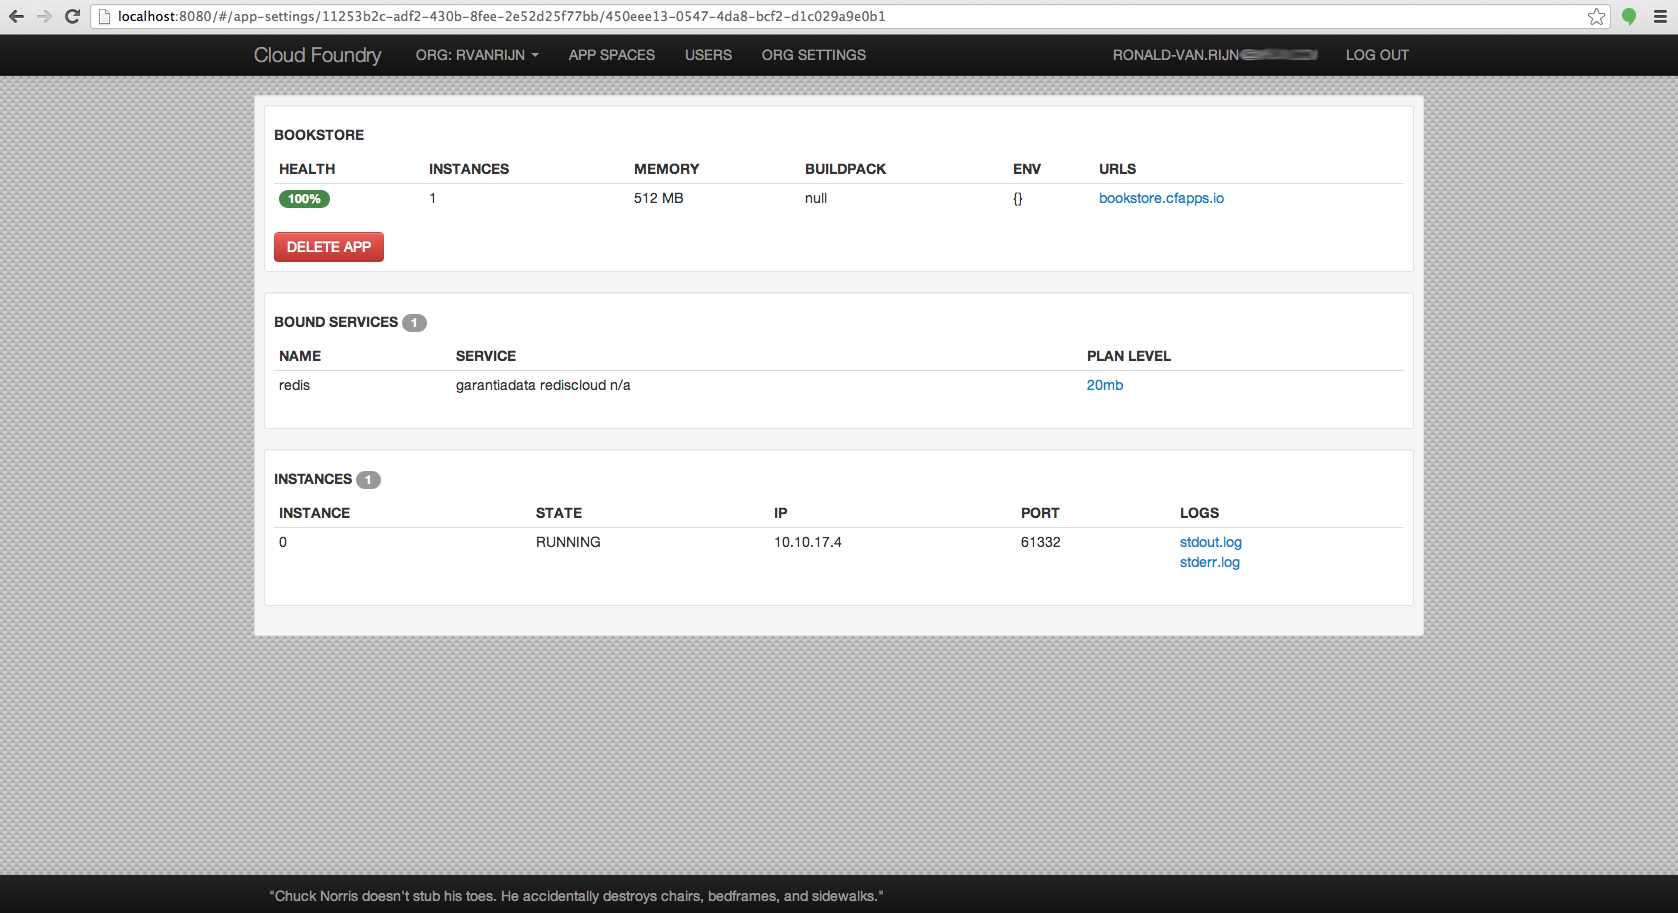 localhost:8080/#/app-settings/11253b2c-adf2-430b-8fee-2e52d25f77bb/450eee13-0547-4da8-bcf2-d1c029a9e0b1
Cloud Foundry ORG: RVANRIJN APP SPACES USERS ORG SETTINGS RONALD-VAN.RIJN LOG OUT
BOOKSTORE
HEALTH INSTANCES MEMORY BUILDPACK ENV URLS
100% 1 512 MB null {} bookstore.cfapps.io
DELETE APP
BOUND SERVICES 1
NAME SERVICE PLAN LEVEL
redis garantiadata rediscloud n/a 20mb
INSTANCES 1
INSTANCE STATE IP PORT LOGS
0 RUNNING 10.10.17.4 61332 stdout.log
stderr.log
"Chuck Norris doesn't stub his toes. He accidentally destroys chairs, bedframes, and sidewalks."